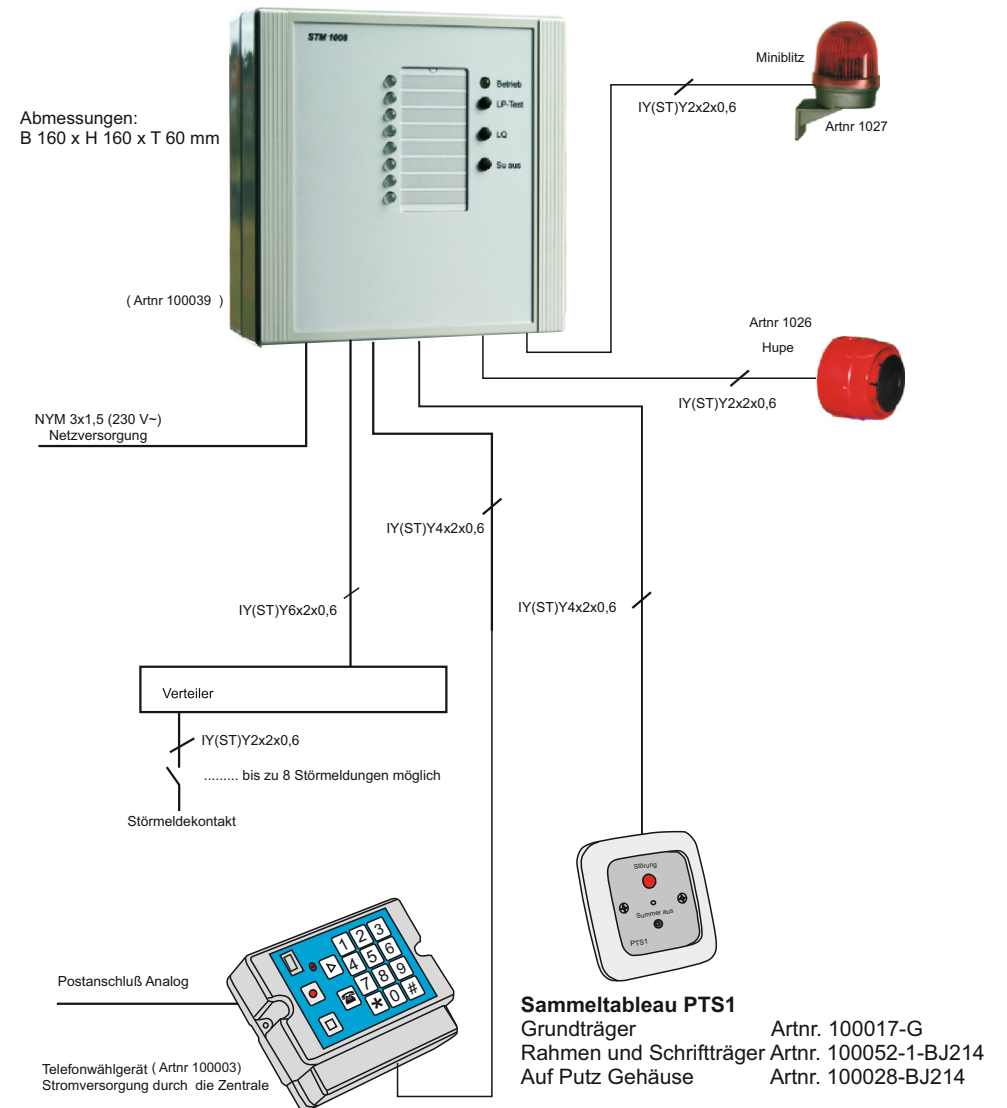 STM 1008
Betrieb
LP-Test
LQ
Su aus
Abmessungen:
B 160 x H 160 x T 60 mm
( Artnr 100039 )
Miniblitz
IY(ST)Y2x2x0,6
Artnr 1027
Artnr 1026
Hupe
IY(ST)Y2x2x0,6
NYM 3x1,5 (230 V~)
Netzversorgung
IY(ST)Y4x2x0,6
IY(ST)Y6x2x0,6
IY(ST)Y4x2x0,6
Verteiler
IY(ST)Y2x2x0,6
......... bis zu 8 Störmeldungen möglich
Störmeldekontakt
Störung
Summer aus
PTS1
1 2 3
4 5 6
7 8 9
* 0 #
Postanschluß Analog
Telefonwählgerät ( Artnr 100003)
Stromversorgung durch die Zentrale
Sammeltableau PTS1
Grundträger Artnr. 100017-G
Rahmen und Schriftträger Artnr. 100052-1-BJ214
Auf Putz Gehäuse Artnr. 100028-BJ214